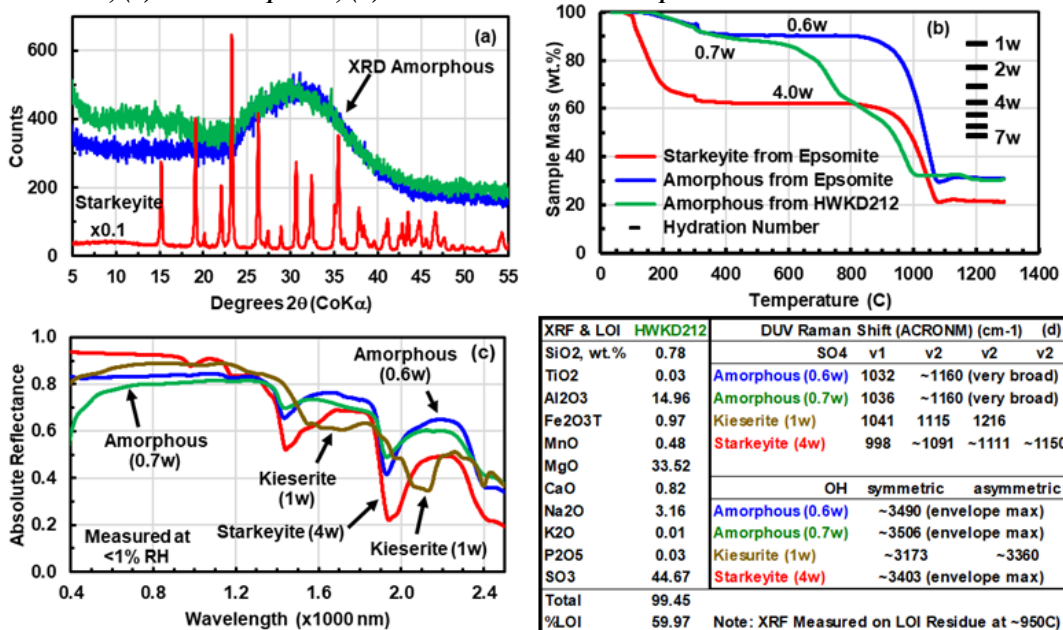 (a)
600
400
200
0
Counts
XRD Amorphous
Starkeyite
x0.1
5 10 15 20 25 30 35 40 45 50 55
Degrees 2θ (CoKα)
(b)
100
80
60
40
20
0
Sample Mass (wt.%)
0.6w
0.7w
4.0w
1w
2w
4w
7w
Starkeyite from Epsomite
Amorphous from Epsomite
Amorphous from HWKD212
Hydration Number
0 200 400 600 800 1000 1200 1400
Temperature (C)
(c)
1.0
0.8
0.6
0.4
0.2
0.0
Absolute Reflectance
Amorphous
(0.6w)
Amorphous
(0.7w)
Kieserite
(1w)
Starkeyite (4w)
Kieserite (1w)
Measured at
<1% RH
0.4 0.8 1.2 1.6 2.0 2.4
Wavelength (x1000 nm)
XRF & LOI HWKD212 DUV Raman Shift (ACRONM) (cm-1) (d)
SiO2, wt.% 0.78 SO4 v1 v2 v2 v2
TiO2 0.03 Amorphous (0.6w) 1032 ~1160 (very broad)
Al2O3 14.96 Amorphous (0.7w) 1036 ~1160 (very broad)
Fe2O3T 0.97 Kieserite (1w) 1041 1115 1216
MnO 0.48 Starkeyite (4w) 998 ~1091 ~1111 ~1150
MgO 33.52
CaO 0.82 OH symmetric asymmetric
Na2O 3.16 Amorphous (0.6w) ~3490 (envelope max)
K2O 0.01 Amorphous (0.7w) ~3506 (envelope max)
P2O5 0.03 Kiesurite (1w) ~3173 ~3360
SO3 44.67 Starkeyite (4w) ~3403 (envelope max)
Total 99.45
%LOI 59.97 Note: XRF Measured on LOI Residue at ~950C)